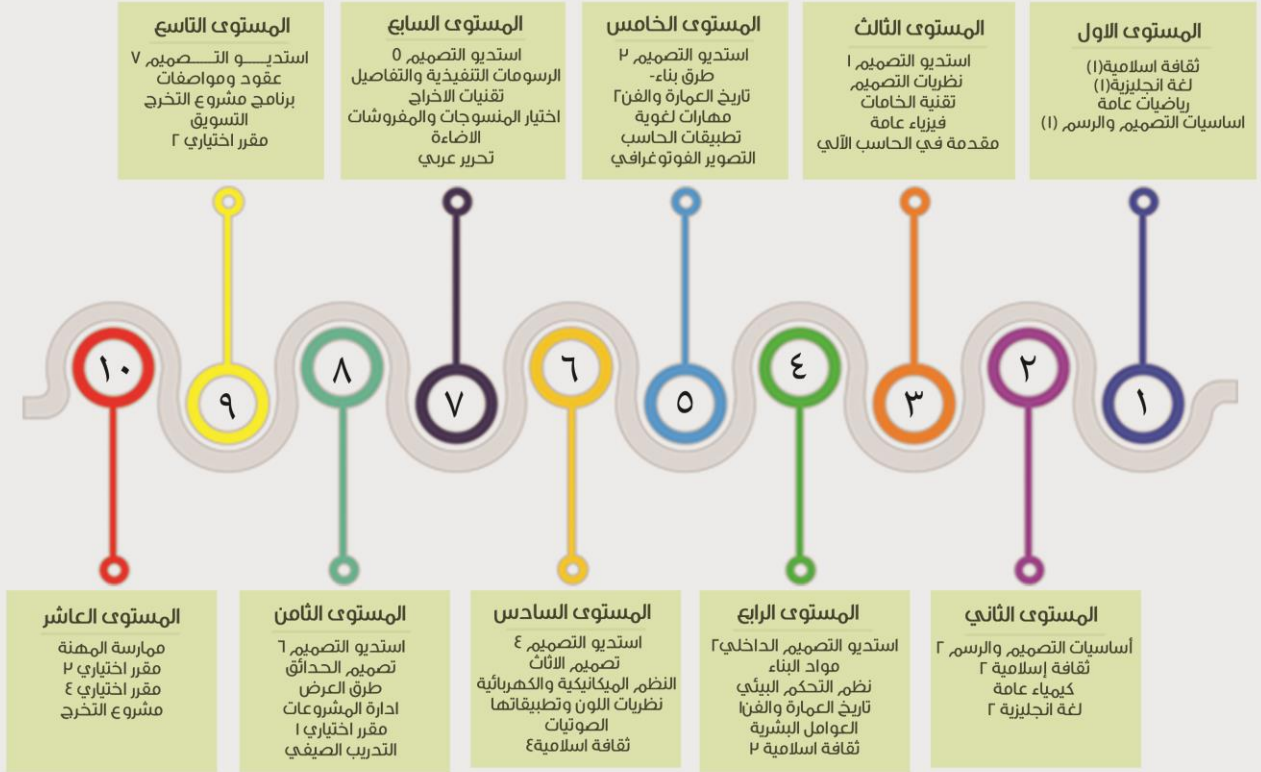 المستوى الاول
ثقافة اسلامية(١)
لغة انجليزية(١)
رياضيات عامة
اساسيات التصميم والرسم (١)
المستوى الثالث
استديو التصميم ١
نظريات التصميم
تقنية الخامات
فيزياء عامة
مقدمة في الحاسب الآلي
المستوى الخامس
استديو التصميم ٣
طرق بناء-
تاريخ العمارة والفن٢
مهارات لغوية
تطبيقات الحاسب
التصوير الفوتوغرافي
المستوى السابع
استديو التصميم ٥
الرسومات التنفيذية والتفاصيل
تقنيات الاخراج
اختيار المنسوجات والمفروشات
الاضاءة
تحرير عربي
المستوى التاسع
استديو التصميم ٧
عقود ومواصفات
برنامج مشروع التخرج
التسويق
مقرر اختياري ٢
١
٢
٣
٤
٥
٦
٧
٨
٩
١٠
المستوى الثاني
أساسيات التصميم والرسم ٢
ثقافة إسلامية ٢
كيمياء عامة
لغة انجليزية ٢
المستوى الرابع
استديو التصميم الداخلي٢
مواد البناء
نظم التحكم البيئي
تاريخ العمارة والفن١
العوامل البشرية
ثقافة اسلامية ٣
المستوى السادس
استديو التصميم ٤
تصميم الاثاث
النظم الميكانيكية والكهربائية
نظريات اللون وتطبيقاتها
الصوتيات
ثقافة اسلامية٤
المستوى الثامن
استديو التصميم ٦
تصميم الحدائق
طرق العرض
ادارة المشروعات
مقرر اختياري ١
التدريب الصيفي
المستوى العاشر
ممارسة المهنة
مقرر اختياري ٣
مقرر اختياري ٤
مشروع التخرج